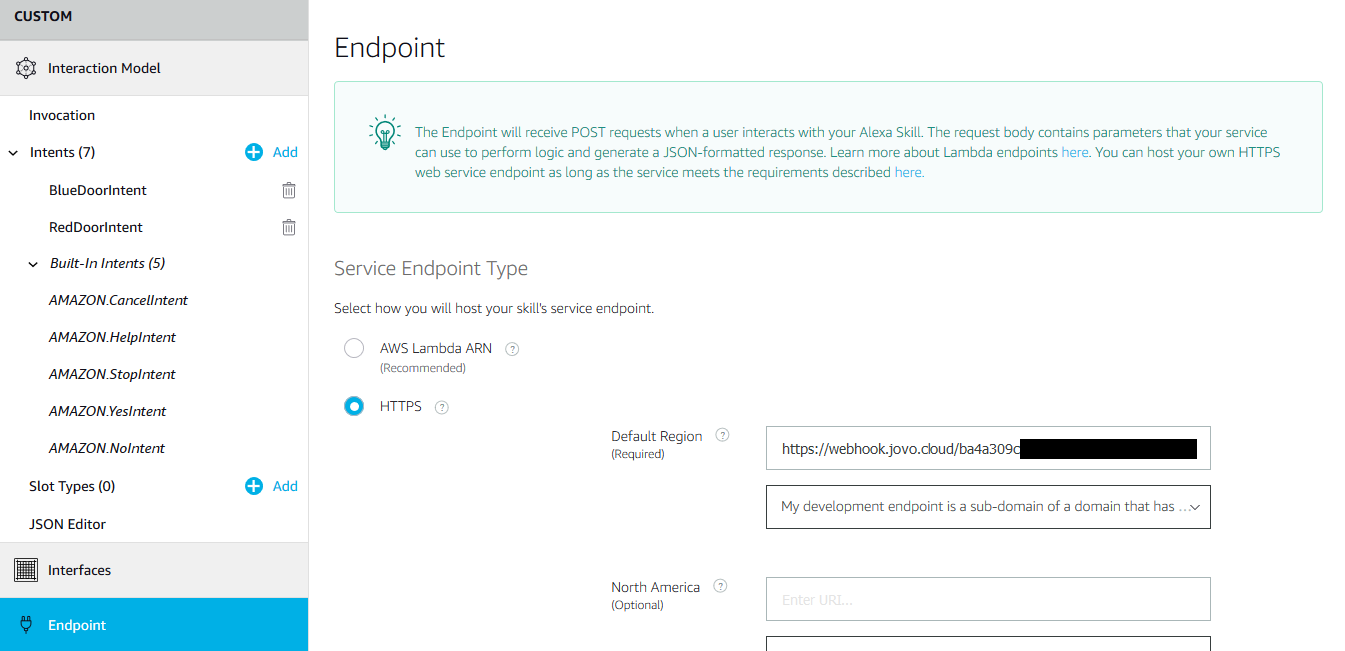 CUSTOM
Interaction Model
Invocation
Intents (7)
Add
BlueDoorIntent
RedDoorIntent
Built-In Intents (5)
AMAZON.CancelIntent
AMAZON.HelpIntent
AMAZON.StopIntent
AMAZON.YesIntent
AMAZON.NoIntent
Slot Types (0)
Add
JSON Editor
Interfaces
Endpoint
Endpoint
The Endpoint will receive POST requests when a user interacts with your Alexa Skill. The request body contains parameters that your service
can use to perform logic and generate a JSON-formatted response. Learn more about Lambda endpoints here. You can host your own HTTPS
web service endpoint as long as the service meets the requirements described here.
Service Endpoint Type
Select how you will host your skill's service endpoint.
AWS Lambda ARN ?
(Recommended)
HTTPS ?
Default Region ?
(Required)
https://webhook.jovo.cloud/ba4a309c
My development endpoint is a sub-domain of a domain that has ...
North America ?
(Optional)
Enter URI...